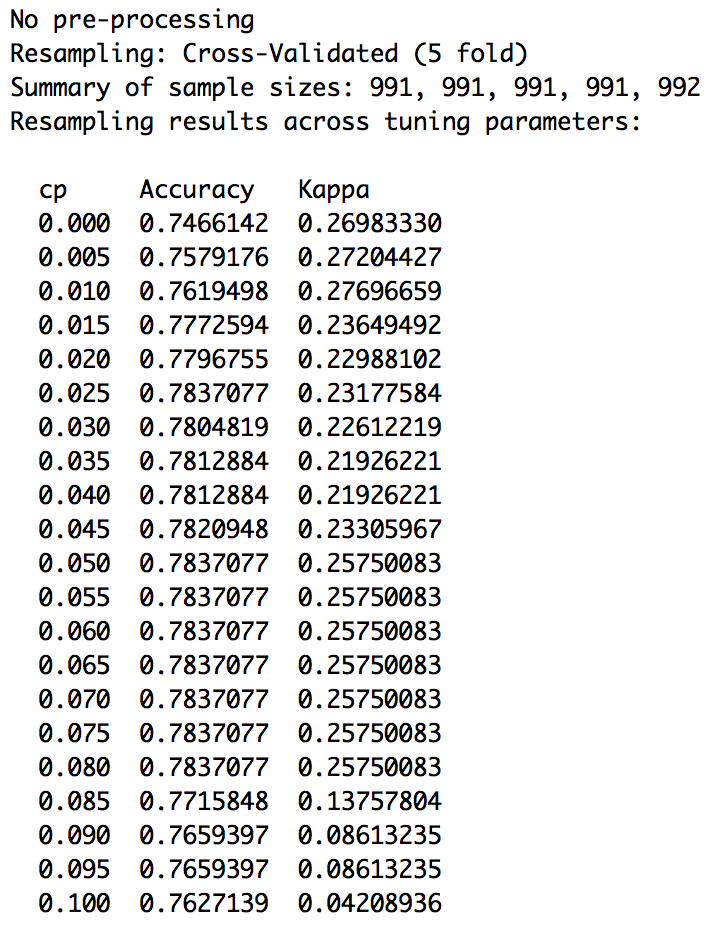 No pre-processing
Resampling: Cross-Validated (5 fold)
Summary of sample sizes: 991, 991, 991, 991, 992
Resampling results across tuning parameters:
cp Accuracy Kappa
0.000 0.7466142 0.26983330
0.005 0.7579176 0.27204427
0.010 0.7619498 0.27696659
0.015 0.7772594 0.23649492
0.020 0.7796755 0.22988102
0.025 0.7837077 0.23177584
0.030 0.7804819 0.22612219
0.035 0.7812884 0.21926221
0.040 0.7812884 0.21926221
0.045 0.7820948 0.23305967
0.050 0.7837077 0.25750083
0.055 0.7837077 0.25750083
0.060 0.7837077 0.25750083
0.065 0.7837077 0.25750083
0.070 0.7837077 0.25750083
0.075 0.7837077 0.25750083
0.080 0.7837077 0.25750083
0.085 0.7715848 0.13757804
0.090 0.7659397 0.08613235
0.095 0.7659397 0.08613235
0.100 0.7627139 0.04208936